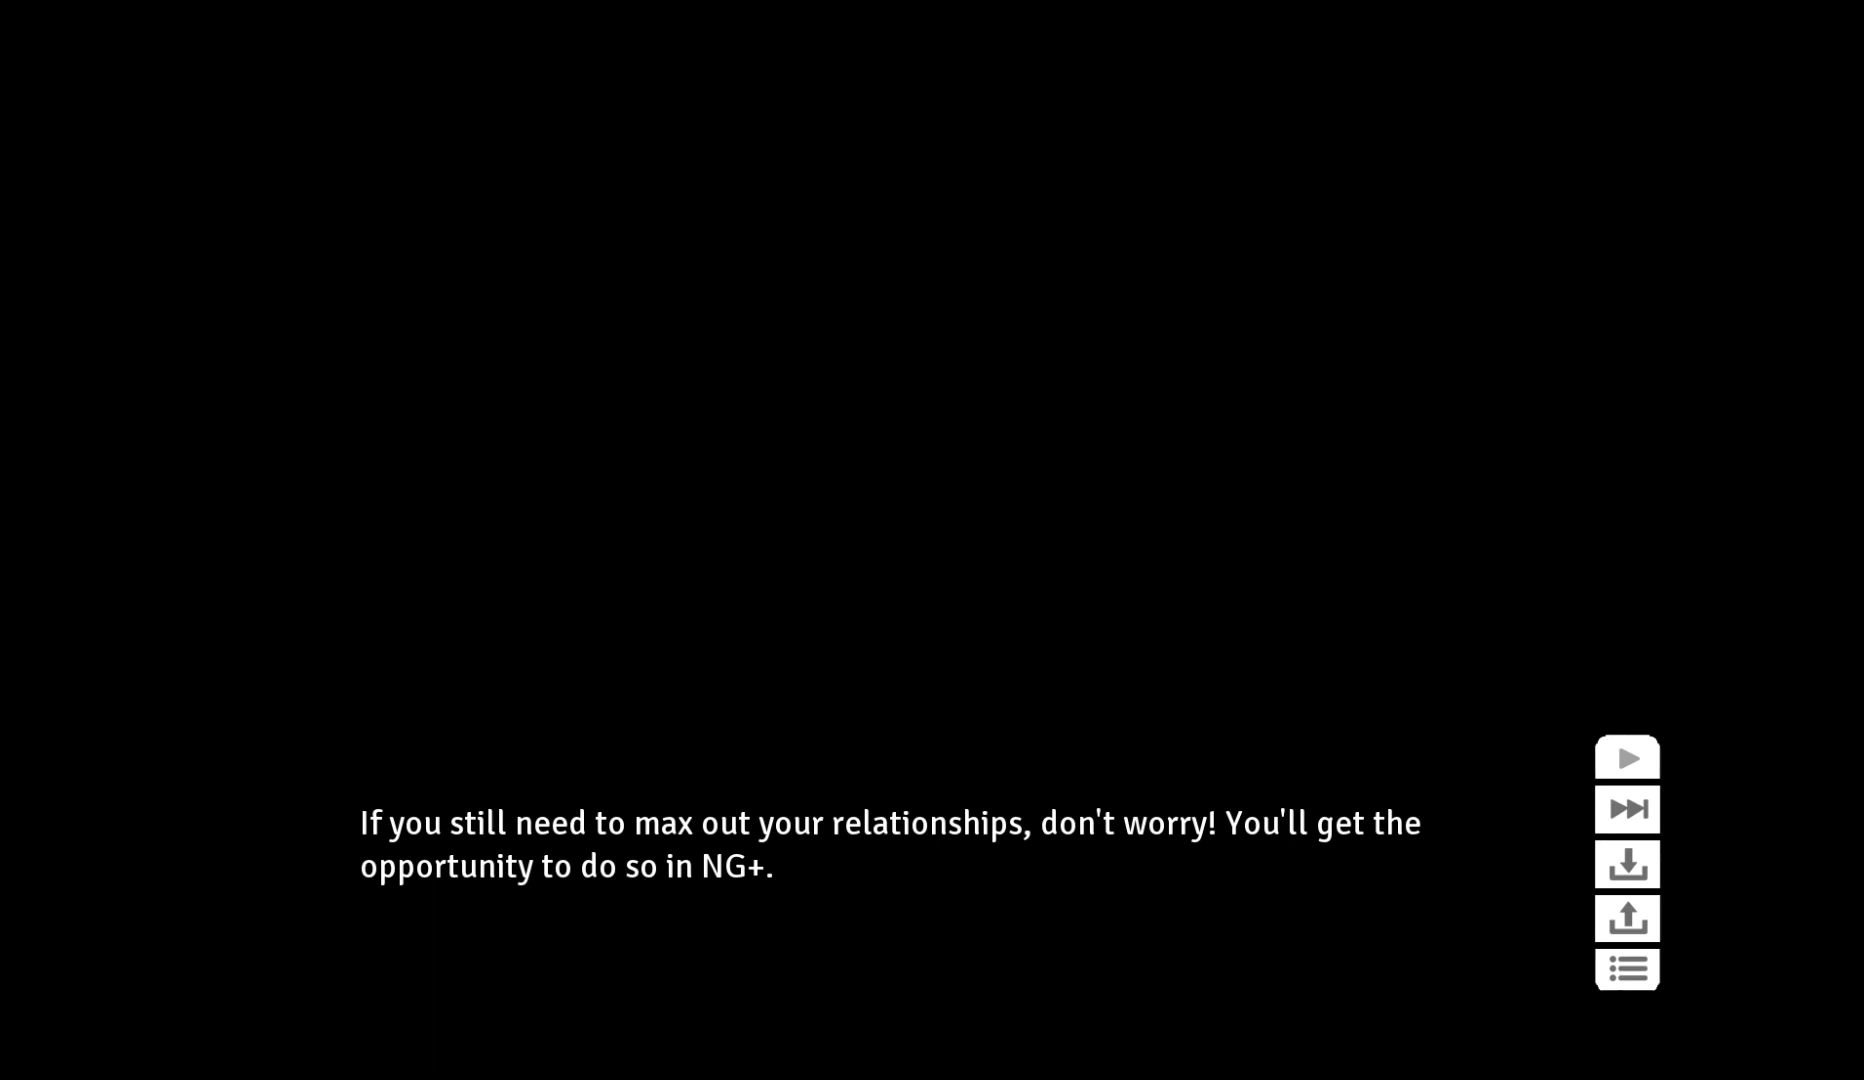 If you still need to max out your relationships, don't worry! You'll get the
opportunity to do so in NG+.